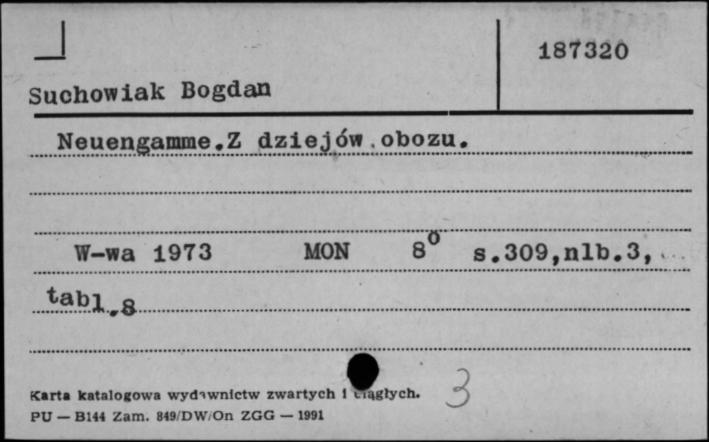 187320
Suchowiak Bogdan
Neuengamme.Z dziejów obozu.
W-wa 1973 MON 8° s.309,nlb.3,
tabl.8
Karta katalogowa wydawnictw zwartych i ciągłych. 3
PU — B144 Zam. 849/DW/On ZGG — 1991